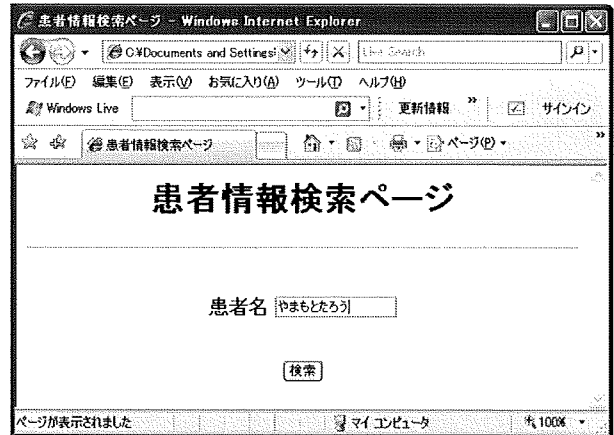 患者情報検索ページ - Windows Internet Explorer
C:¥Documents and Settings¥
Live Search
ファイル(F) 編集(E) 表示(V) お気に入り(A) ツール(T) ヘルプ(H)
Windows Live
更新情報 » サインイン
患者情報検索ページ
ページ(P) »
患者情報検索ページ
患者名 やまもとたろう
検索
ページが表示されました マイ コンピュータ 100%